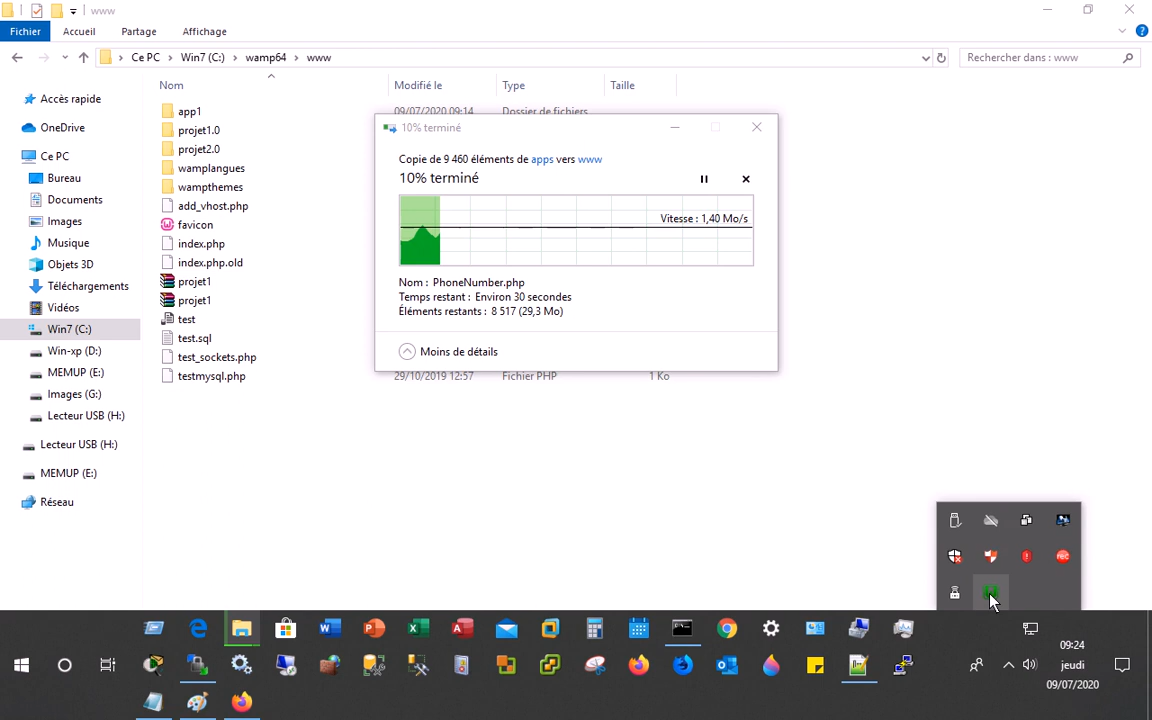 www
Fichier Accueil Partage Affichage
Ce PC Win7 (C:) wamp64 www Rechercher dans : www
Nom Modifié le Type Taille
Accès rapide
OneDrive
Ce PC
Bureau
Documents
Images
Musique
Objets 3D
Téléchargements
Vidéos
Win7 (C:)
Win-xp (D:)
MEMUP (E:)
Images (G:)
Lecteur USB (H:)
Lecteur USB (H:)
MEMUP (E:)
Réseau
app1 09/07/2020 09:14 Dossier de fichiers
projet1.0
projet2.0
wamplangues
wampthemes
add_vhost.php
favicon
index.php
index.php.old
projet1
projet1
test
test.sql
test_sockets.php
testmysql.php 29/10/2019 12:57 Fichier PHP 1 Ko
10% terminé
Copie de 9 460 éléments de apps vers www
10% terminé
Vitesse : 1,40 Mo/s
Nom : PhoneNumber.php
Temps restant : Environ 30 secondes
Éléments restants : 8 517 (29,3 Mo)
Moins de détails
rec
09:24
jeudi
09/07/2020